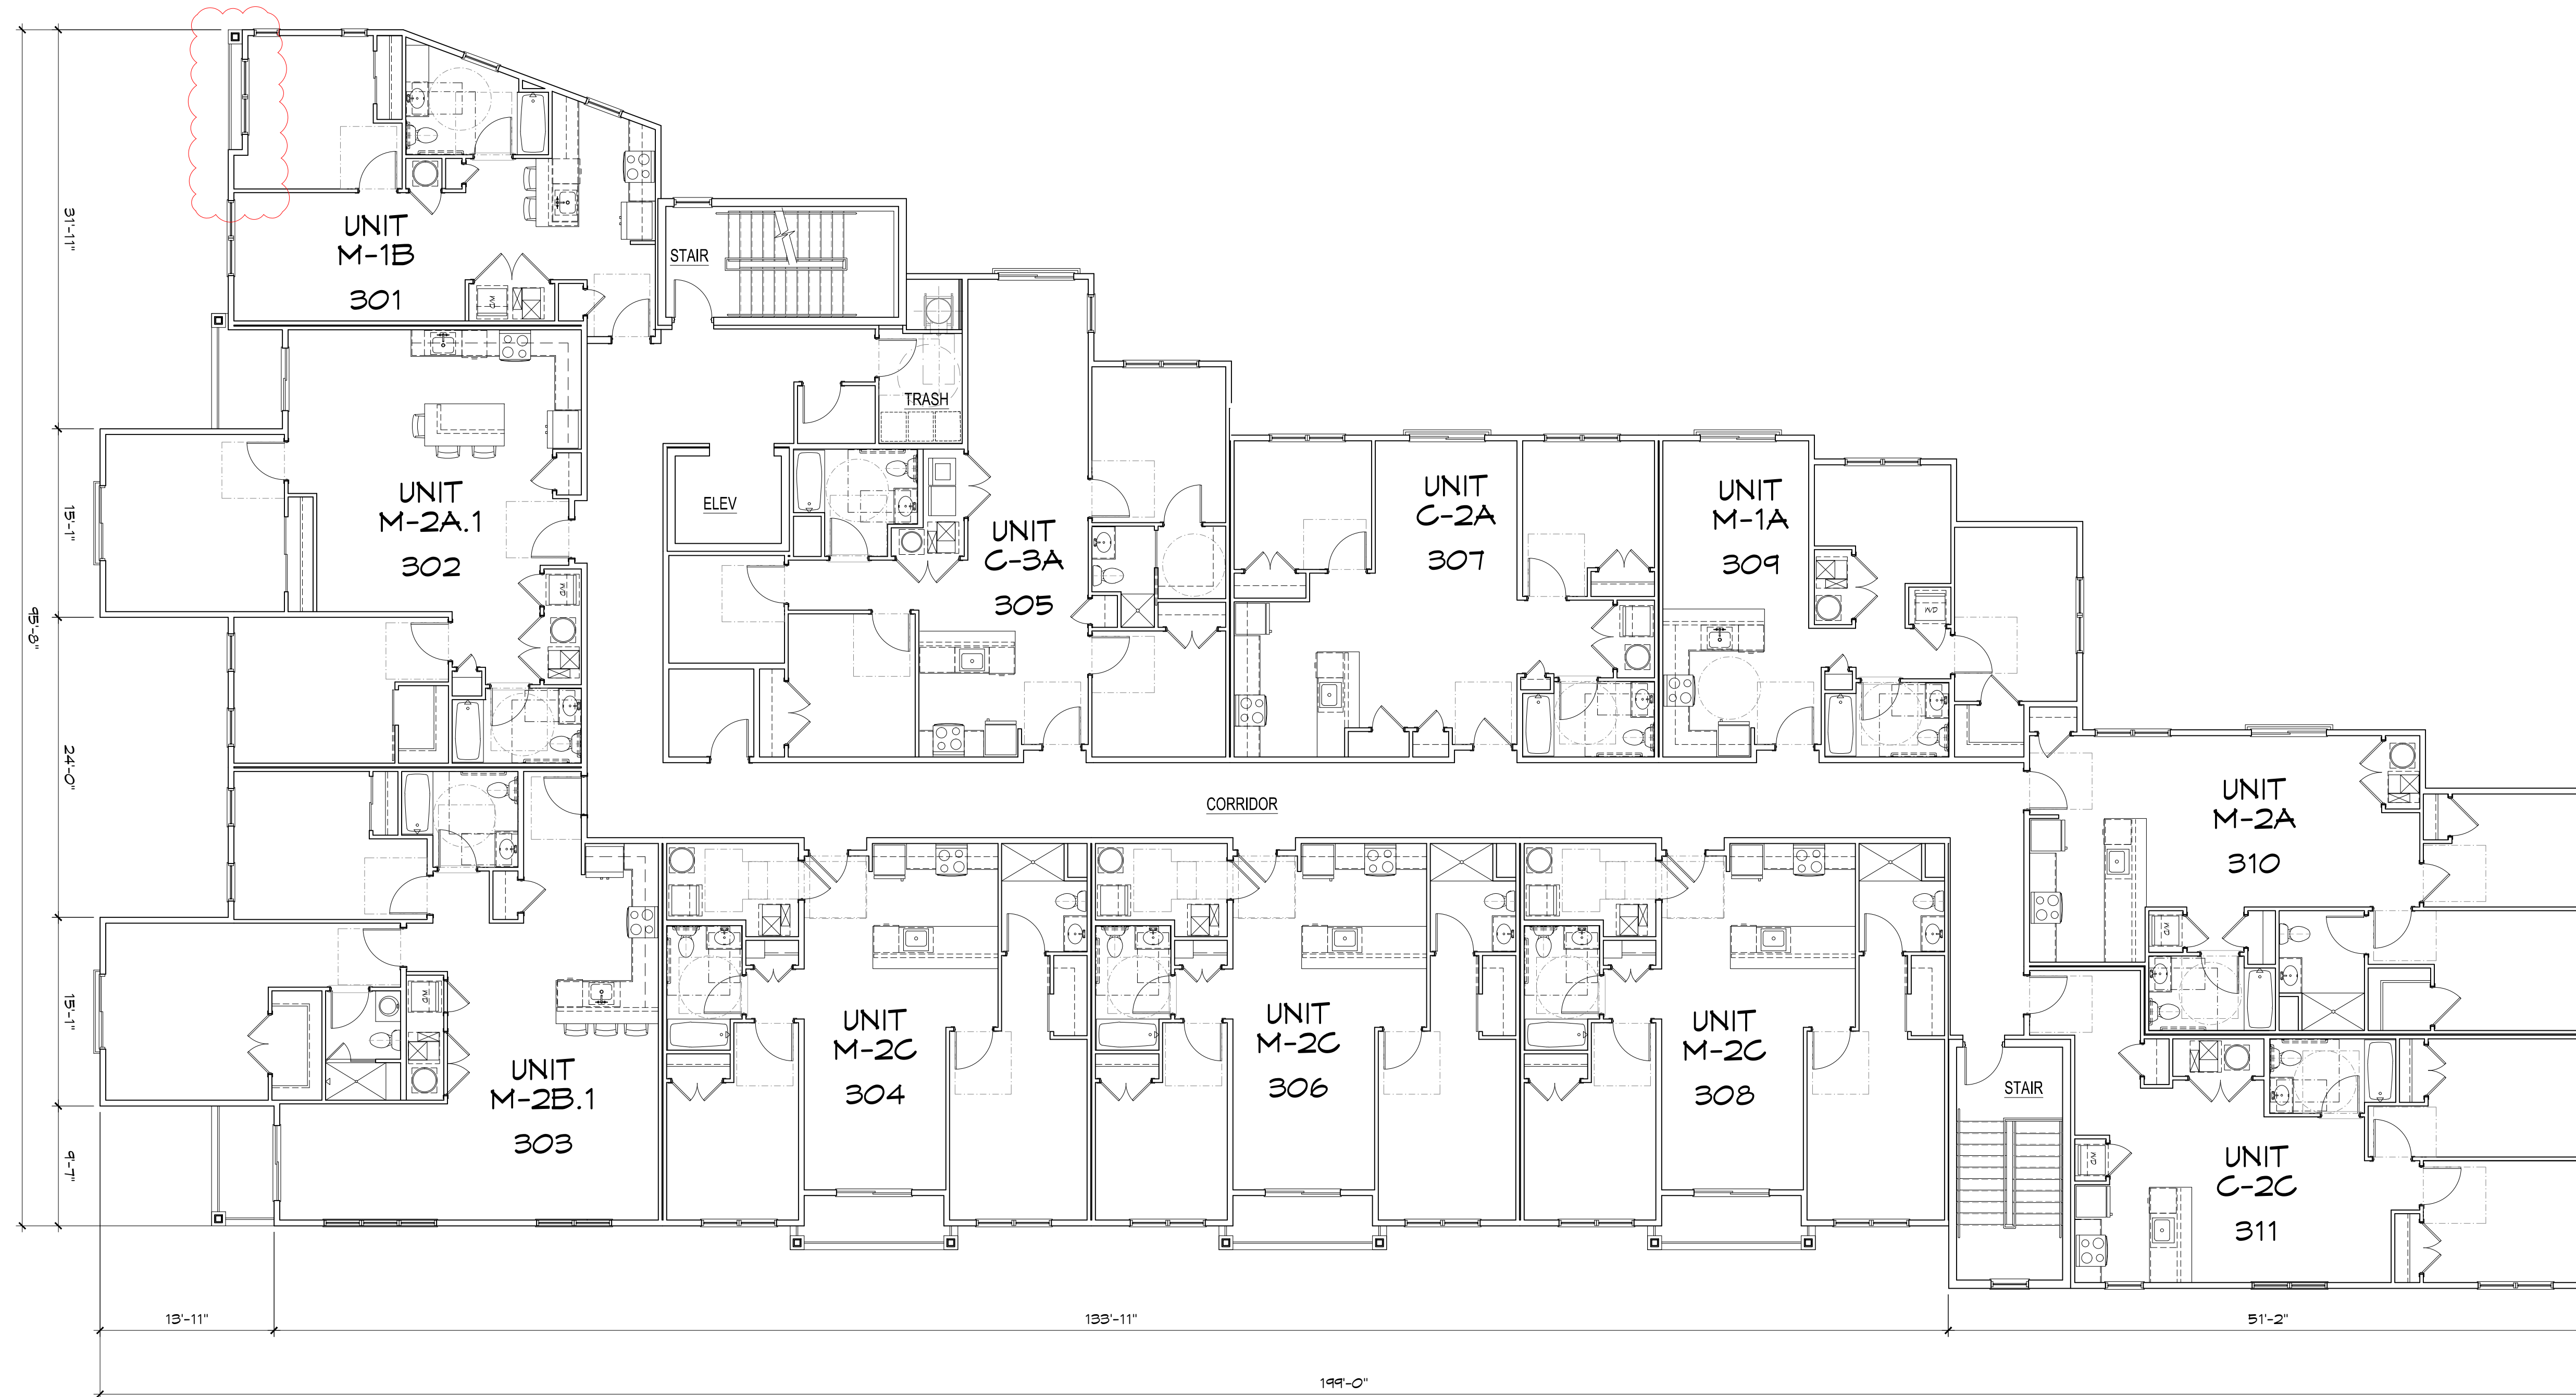 UNIT
M-1B
301
STAIR
UNIT
M-2A.1
302
TRASH
ELEV
UNIT
C-3A
305
UNIT
C-2A
307
UNIT
M-1A
309
CORRIDOR
UNIT
M-2A
310
UNIT
M-2B.1
303
UNIT
M-2C
304
UNIT
M-2C
306
UNIT
M-2C
308
STAIR
UNIT
C-2C
311
W/D
W/D
W/D
W/D
W/D
W/D
31'-11"
15'-1"
24'-0"
15'-1"
9'-7"
95'-8"
13'-11"
133'-11"
51'-2"
199'-0"